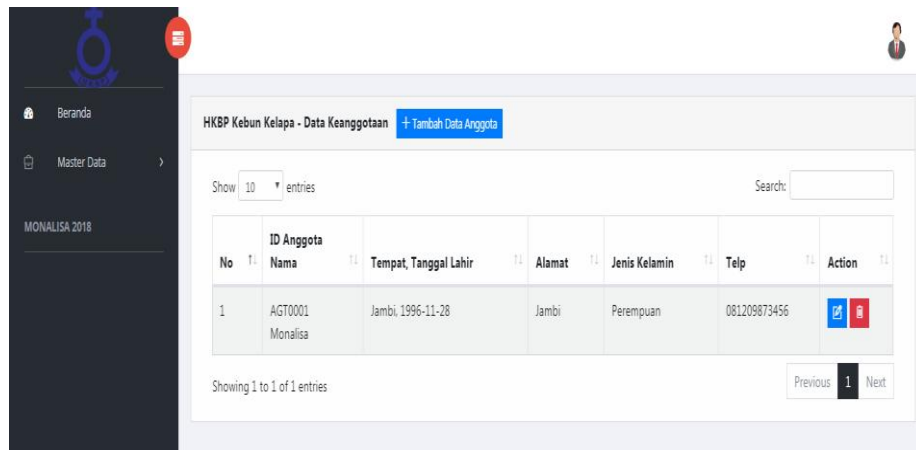 Beranda
Master Data
MONALISA 2018
HKBP Kebun Kelapa - Data Keanggotaan + Tambah Data Anggota
Show 10 entries
Search:
No ID Anggota Nama Tempat, Tanggal Lahir Alamat Jenis Kelamin Telp Action
1 AGT0001 Monalisa Jambi, 1996-11-28 Jambi Perempuan 081209873456
Showing 1 to 1 of 1 entries
Previous 1 Next